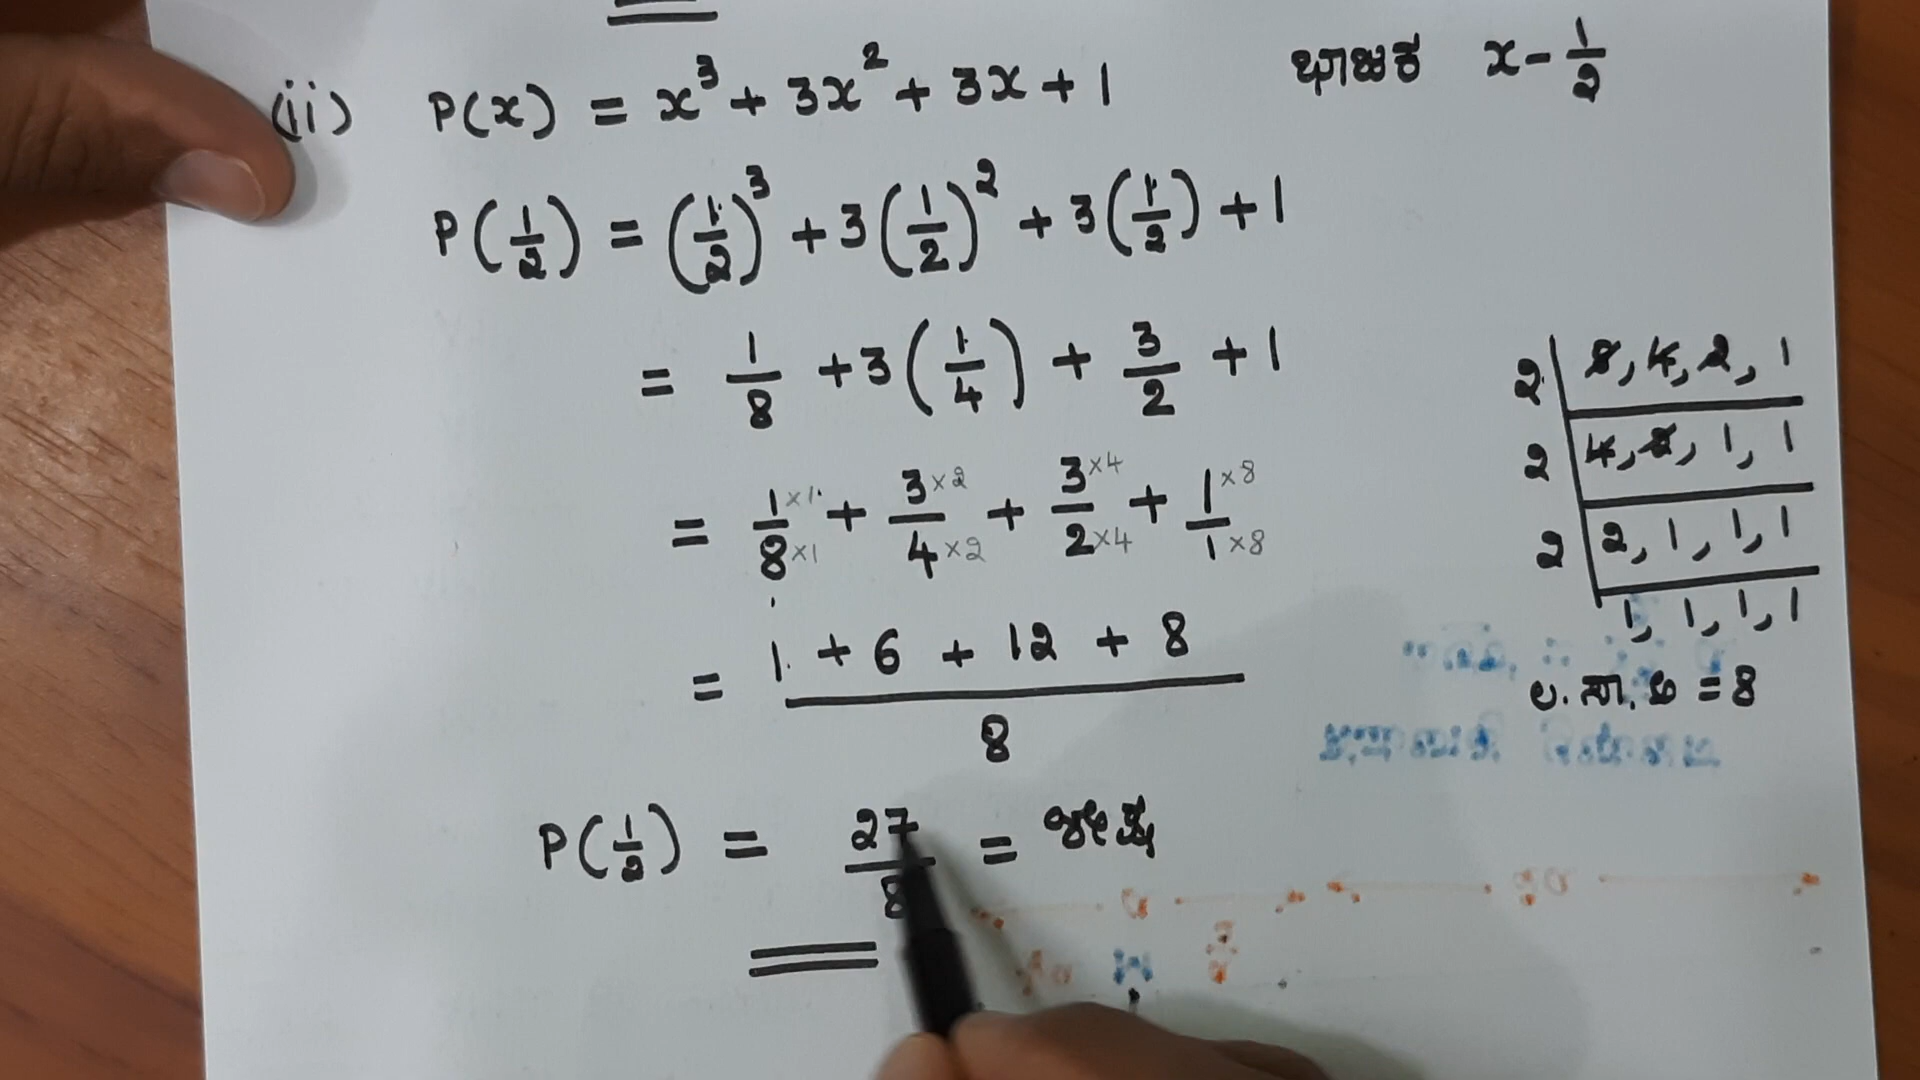 (ii) P(x) = x³ + 3x² + 3x + 1 ಭಾಜಕ x - 1/2
P(1/2) = (1/2)³ + 3(1/2)² + 3(1/2) + 1
= 1/8 + 3(1/4) + 3/2 + 1
= 1×1/8×1 + 3×2/4×2 + 3×4/2×4 + 1×8/1×8
= 1 + 6 + 12 + 8 / 8
P(1/2) = 27/8 = ಶೇಷ
2 | 8, 4, 2, 1
2 | 4, 2, 1, 1
2 | 2, 1, 1, 1
1, 1, 1, 1
ಲ.ಸಾ.ಅ = 8